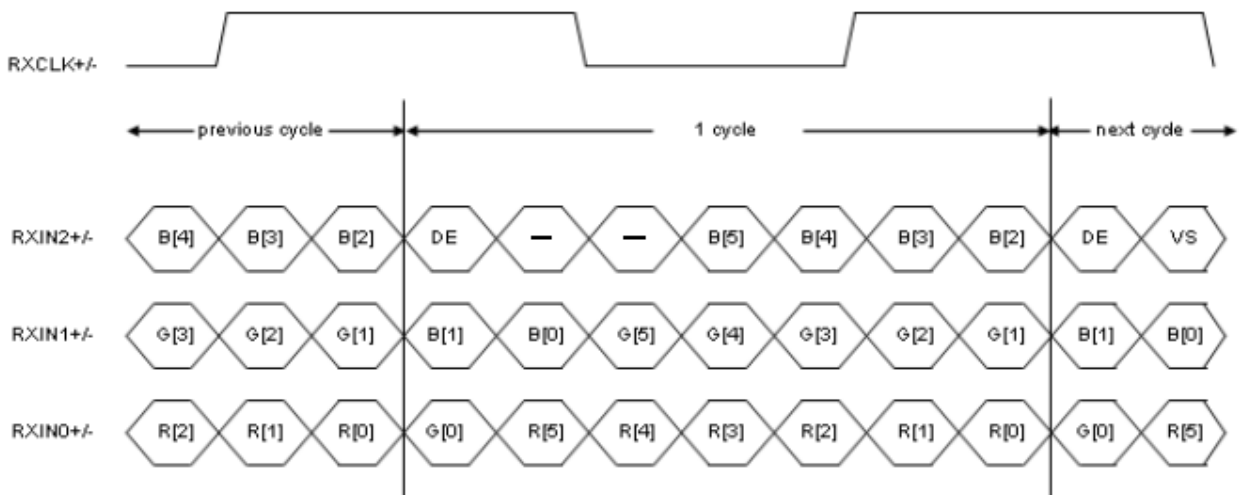 RXCLK+/-
previous cycle 1 cycle next cycle
RXIN2+/- B[4] B[3] B[2] DE — — B[5] B[4] B[3] B[2] DE VS
RXIN1+/- G[3] G[2] G[1] B[1] B[0] G[5] G[4] G[3] G[2] G[1] B[1] B[0]
RXIN0+/- R[2] R[1] R[0] G[0] R[5] R[4] R[3] R[2] R[1] R[0] G[0] R[5]